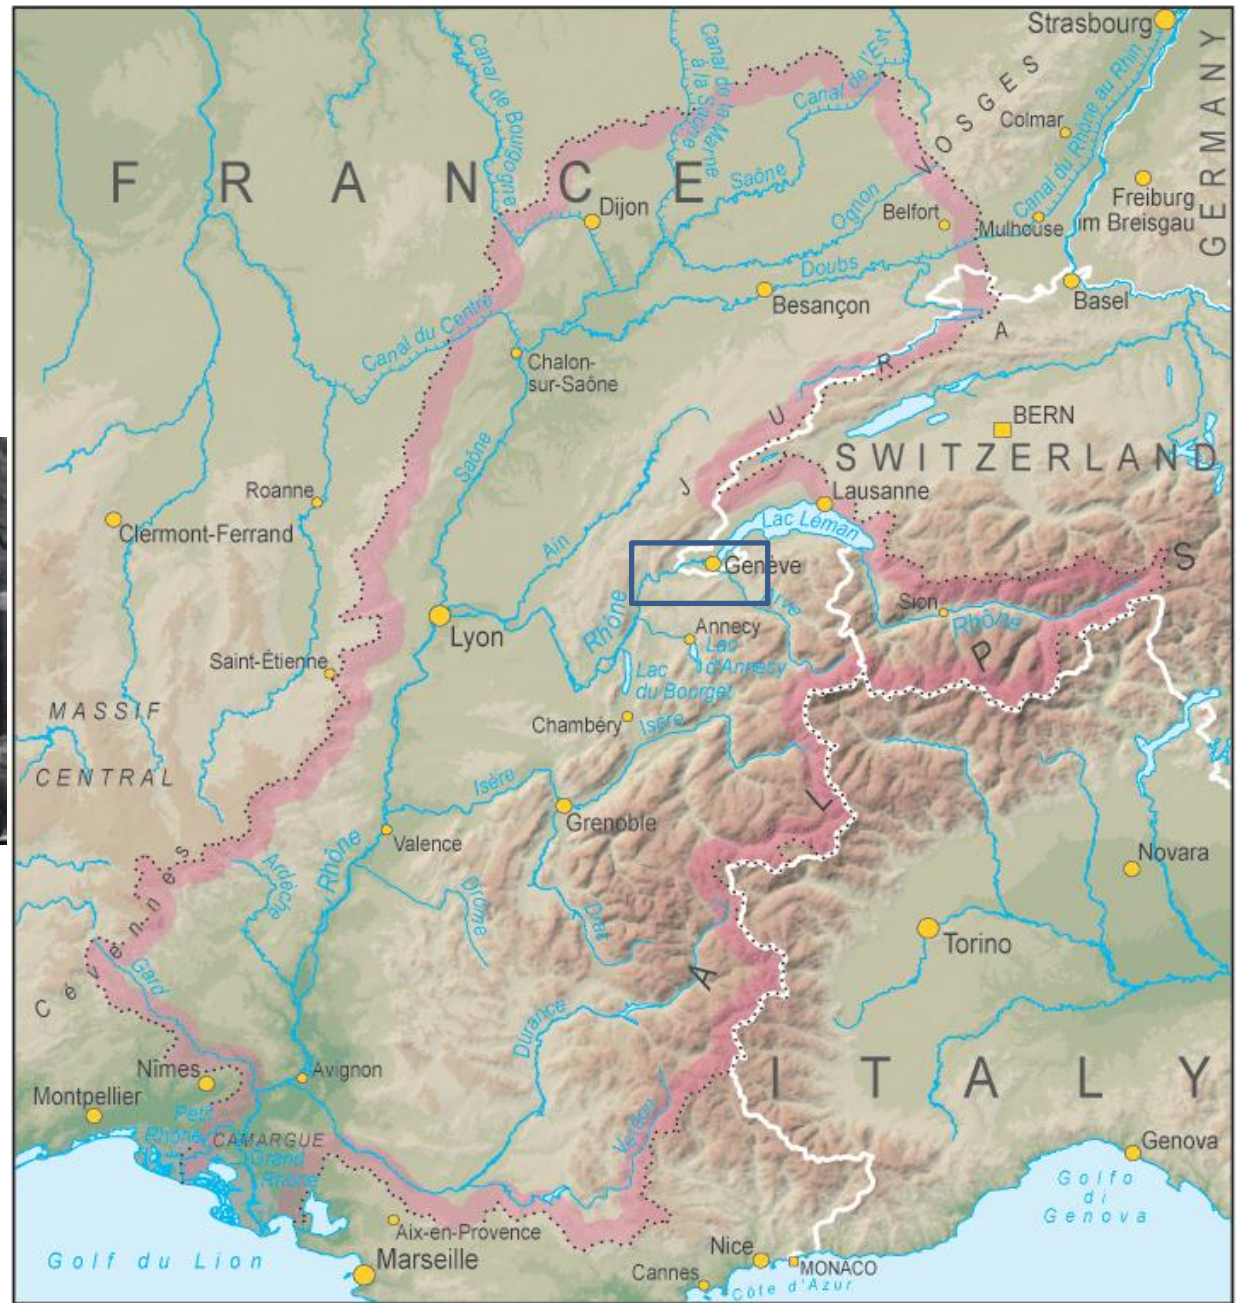 Strasbourg
GERMANY
VOSGES
Canal de Bourgogne
Canal de la Marne
à la Saône
Canal de l'Est
Colmar
Canal du Rhône au Rhin
FRANCE
Saône
Freiburg
im Breisgau
Dijon
Ognon
Belfort
Mulhouse
Doubs
Besançon
Basel
Canal du Centre
JURA
Chalon-
sur-Saône
BERN
SWITZERLAND
Saône
Roanne
Lausanne
Clermont-Ferrand
Lac Leman
Ain
Genève
ALPS
Rhône
Sion
Rhône
Lyon
Annecy
Lac
d'Annecy
Saint-Étienne
Lac
du Bourget
MASSIF
CENTRAL
Chambéry
Isère
Isère
Grenoble
Valence
Rhône
Novara
Cévennes
Ardèche
Drôme
Torino
Gard
Durance
Nîmes
Avignon
ITALY
Montpellier
Petit
Rhône
CAMARGUE
Grand
Rhône
Verdon
Genova
Golfo
di
Genova
Aix-en-Provence
Golf du Lion
Marseille
Nice
MONACO
Cannes
Côte d'Azur